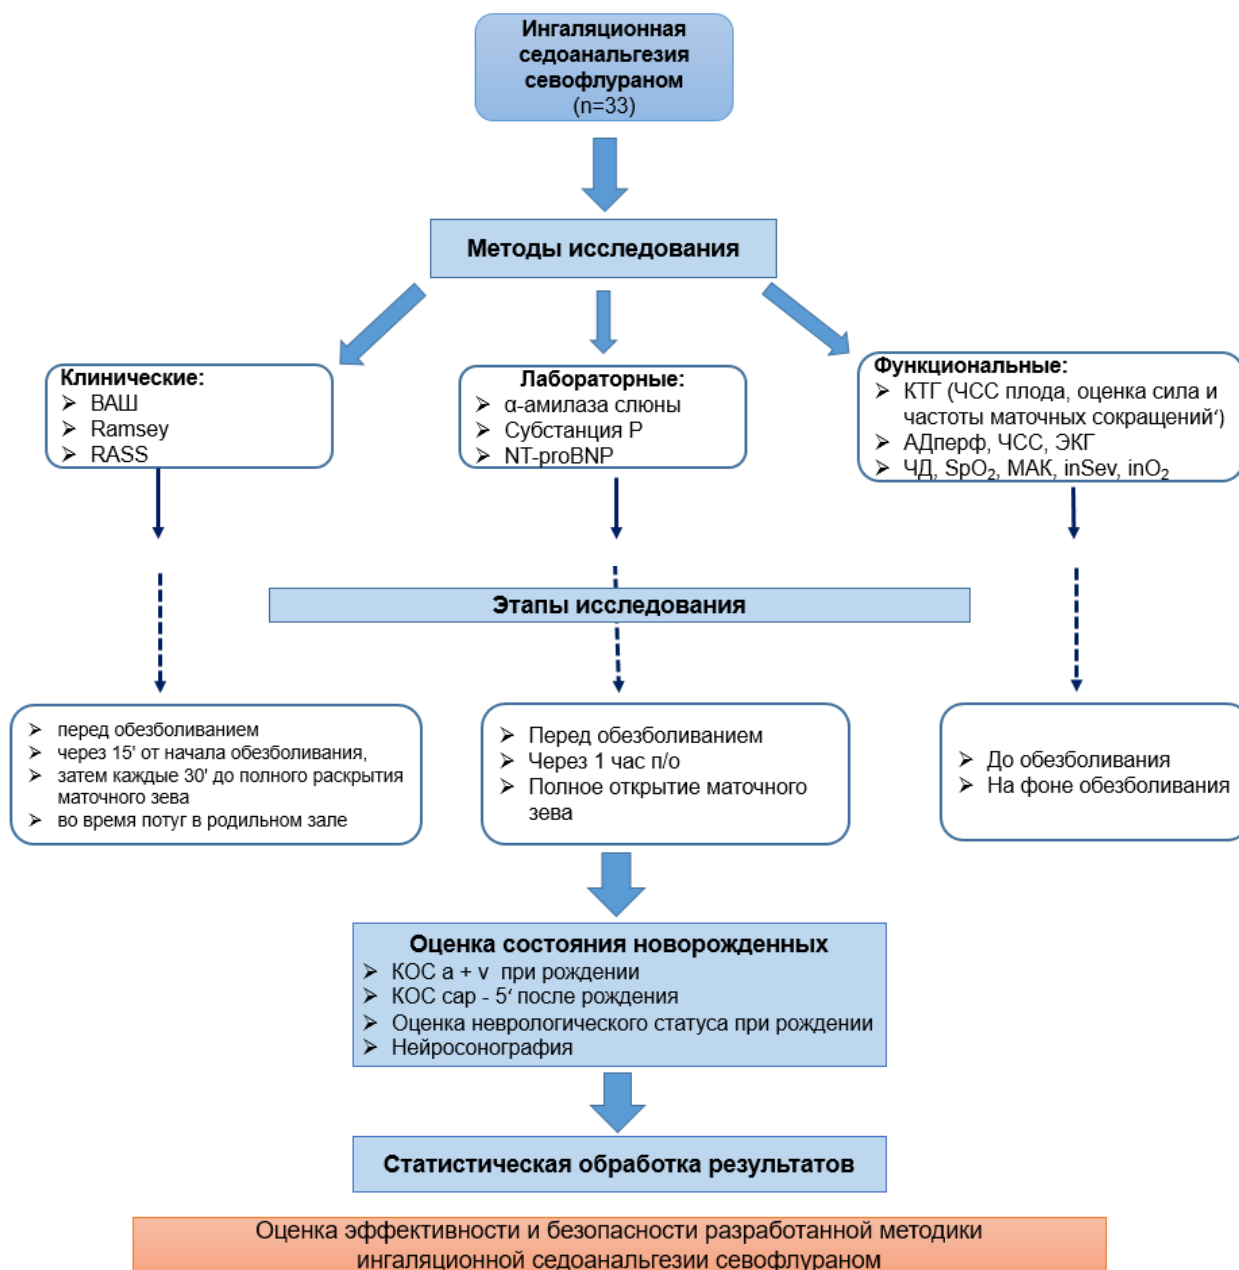 Ингаляционная
седоанальгезия
севофлураном
(n=33)
Методы исследования
Клинические:
➢ ВАШ
➢ Ramsey
➢ RASS
Лабораторные:
➢ α-амилаза слюны
➢ Субстанция Р
➢ NT-proBNP
Функциональные:
➢ КТГ (ЧСС плода, оценка сила и
частоты маточных сокращений‘)
➢ АДперф, ЧСС, ЭКГ
➢ ЧД, SpO₂, МАК, inSev, inO₂
Этапы исследования
➢ перед обезболиванием
➢ через 15' от начала обезболивания,
➢ затем каждые 30' до полного раскрытия
маточного зева
➢ во время потуг в родильном зале
➢ Перед обезболиванием
➢ Через 1 час п/о
➢ Полное открытие маточного
зева
➢ До обезболивания
➢ На фоне обезболивания
Оценка состояния новорожденных
➢ КОС a + v при рождении
➢ КОС cap - 5‘ после рождения
➢ Оценка неврологического статуса при рождении
➢ Нейросонография
Статистическая обработка результатов
Оценка эффективности и безопасности разработанной методики
ингаляционной седоанальгезии севофлураном